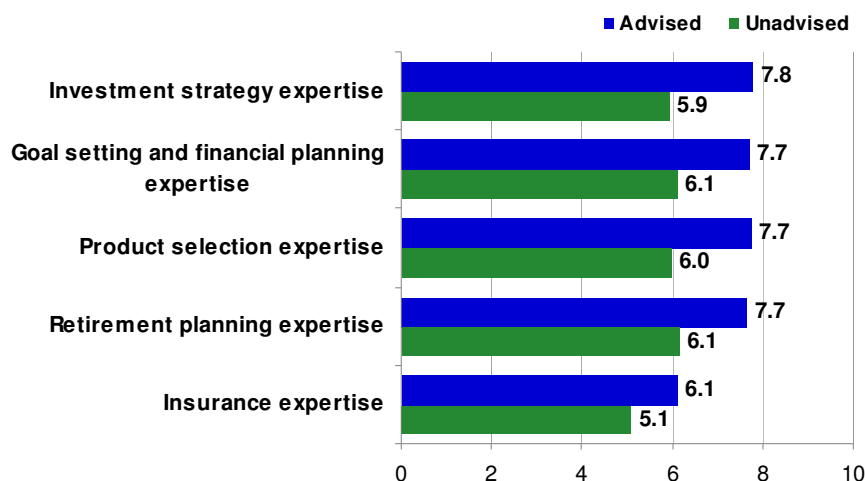 Advised Unadvised
Investment strategy expertise
7.8
5.9
Goal setting and financial planning
expertise
7.7
6.1
Product selection expertise
7.7
6.0
Retirement planning expertise
7.7
6.1
Insurance expertise
6.1
5.1
0 2 4 6 8 10